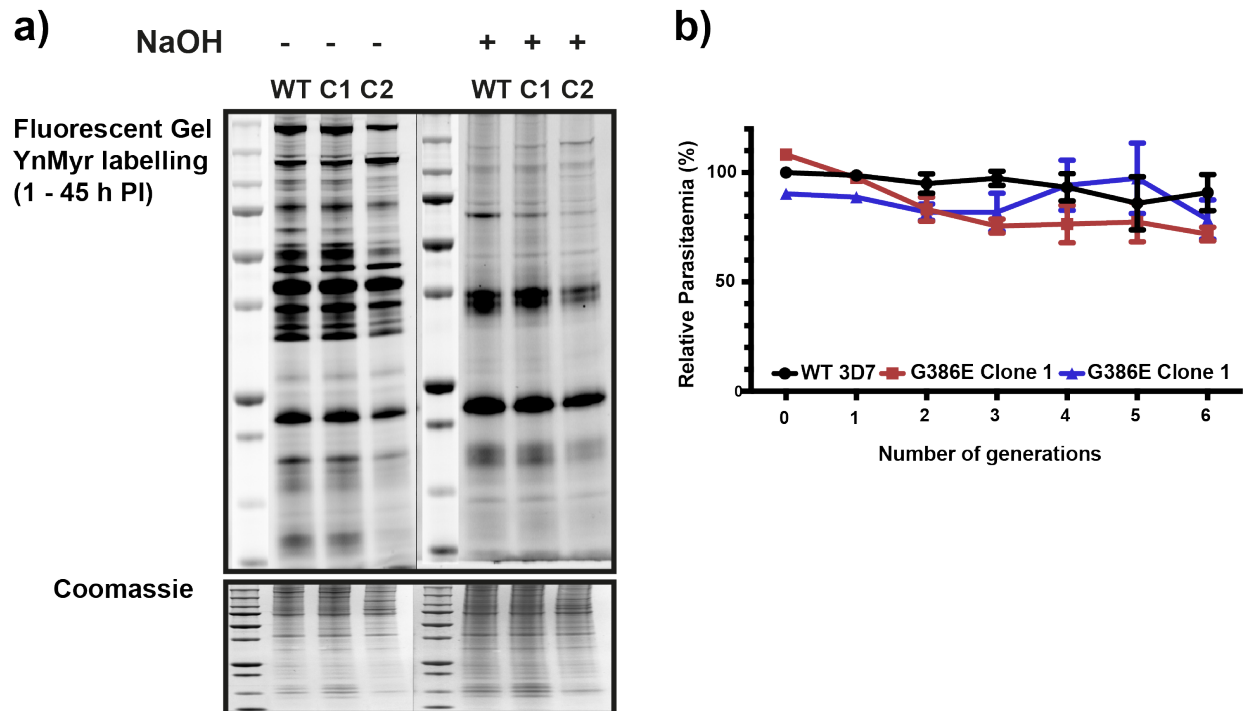 a)
NaOH - - - + + +
WT C1 C2 WT C1 C2
Fluorescent Gel
YnMyr labelling
(1 - 45 h PI)
Coomassie
b)
Relative Parasitaemia (%)
100
50
0
WT 3D7 G386E Clone 1 G386E Clone 1
0 1 2 3 4 5 6
Number of generations